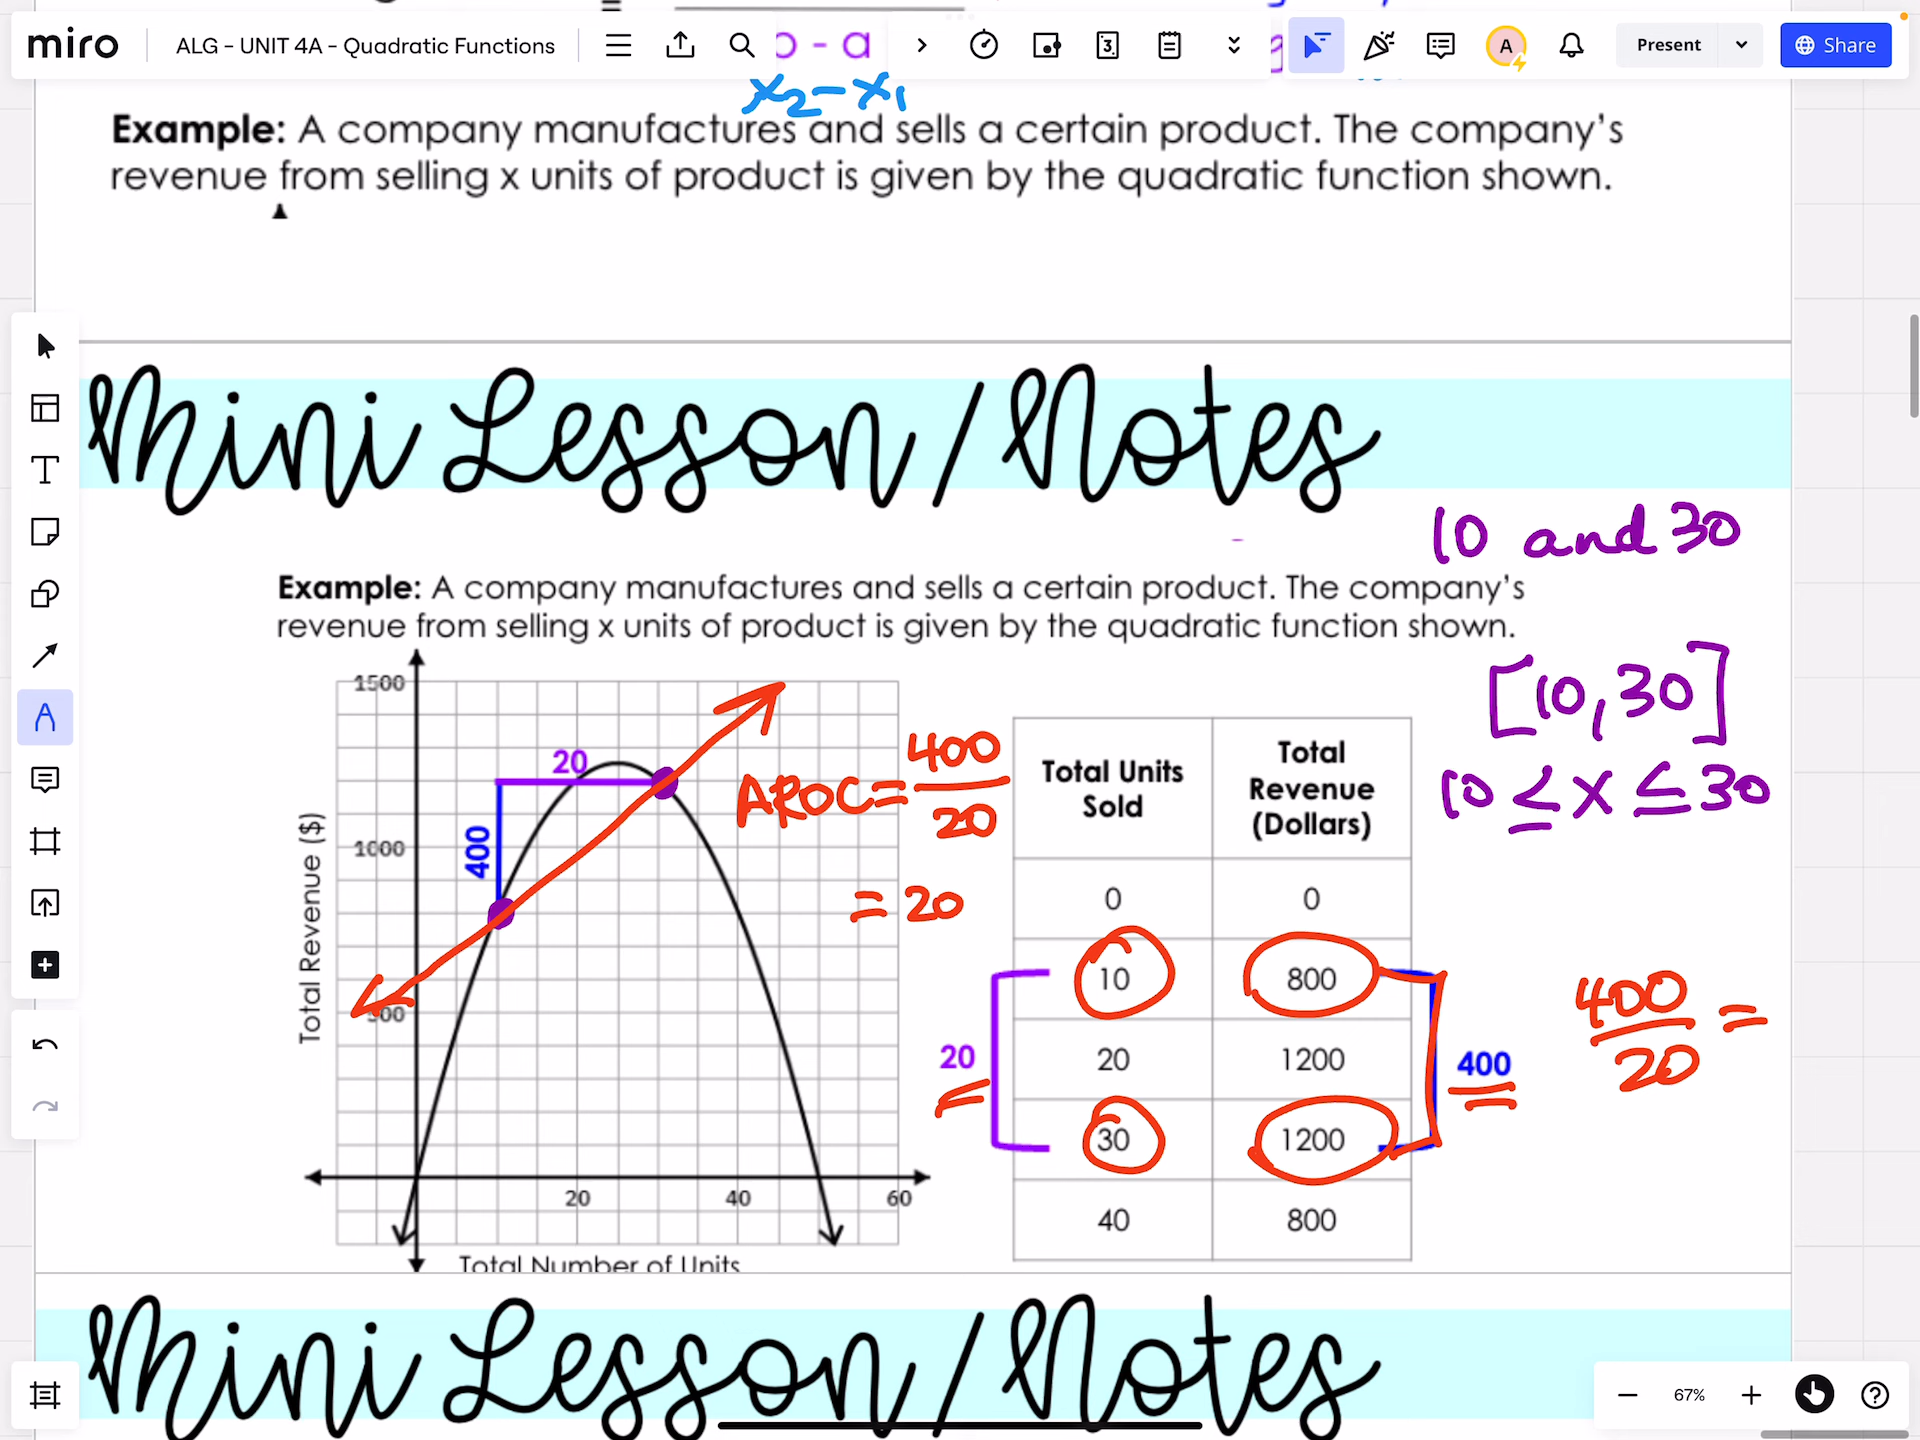 miro
ALG - UNIT 4A - Quadratic Functions
b - a
3
A
Present
Share
x₂ - x₁
Example: A company manufactures and sells a certain product. The company's
revenue from selling x units of product is given by the quadratic function shown.
Mini Lesson/Notes
10 and 30
Example: A company manufactures and sells a certain product. The company's
revenue from selling x units of product is given by the quadratic function shown.
[10,30]
10 ≤ x ≤ 30
1500
1000
500
20
40
60
Total Revenue ($)
Total Number of Units
20
400
AROC = 400/20
= 20
Total Units Sold
Total Revenue (Dollars)
0 0
10 800
20 1200
30 1200
40 800
20
400
400/20 =
Mini Lesson/Notes
67%